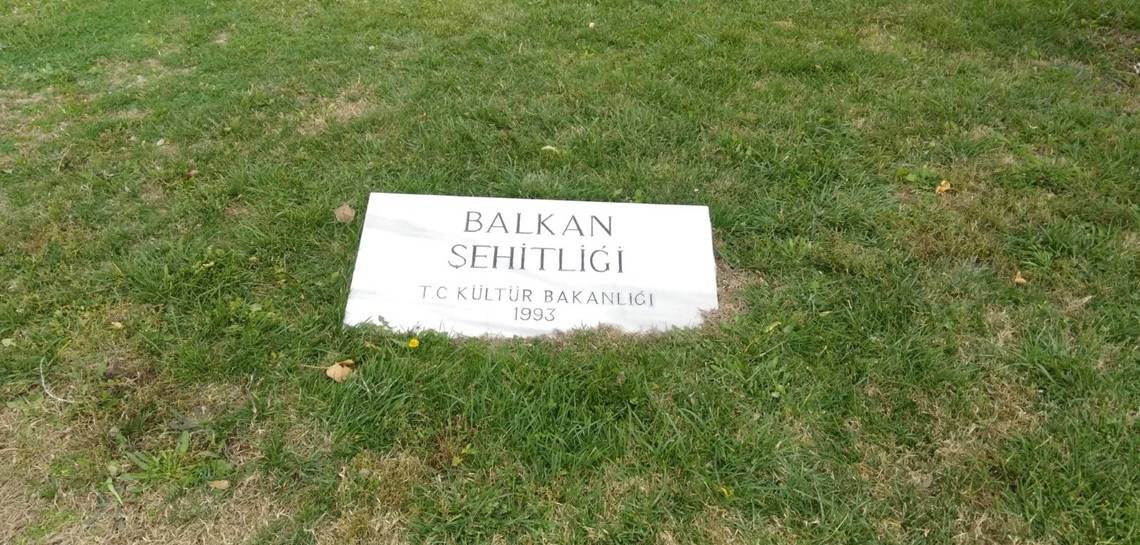 BALKAN
ŞEHİTLİĞİ
T.C KÜLTÜR BAKANLIĞI
1993